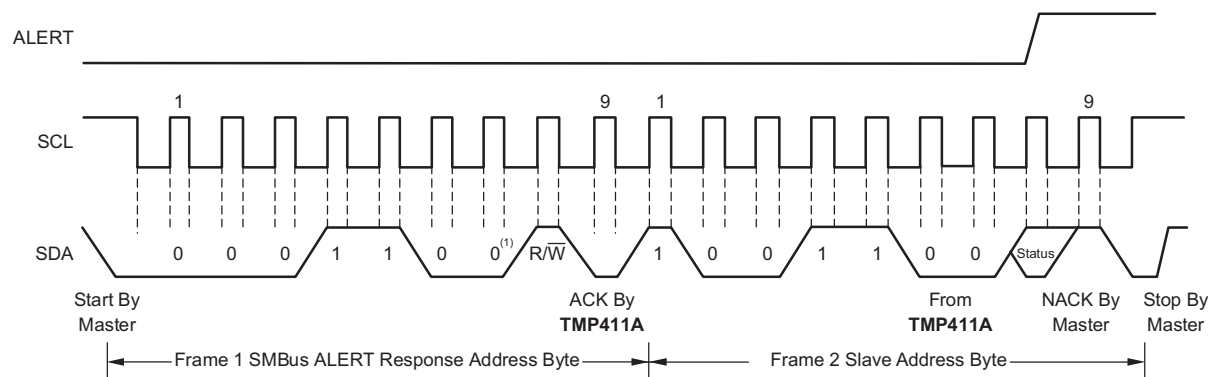 ALERT
1 9 1 9
SCL
SDA 0 0 0 1 1 0 0(1) R/W̅ 1 0 0 1 1 0 0 Status
Start By Master
ACK By TMP411A
From TMP411A
NACK By Master
Stop By Master
Frame 1 SMBus ALERT Response Address Byte
Frame 2 Slave Address Byte